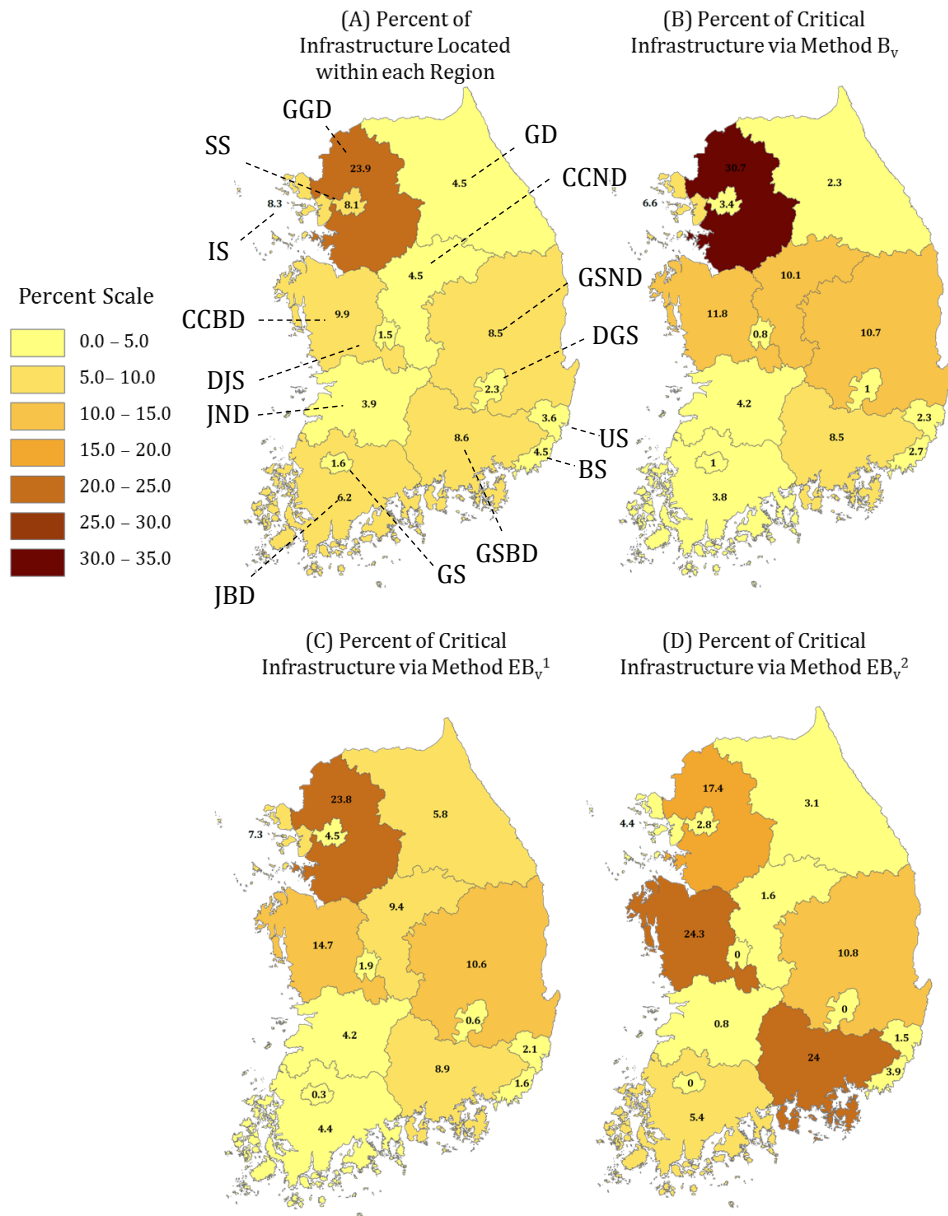 (A) Percent of
Infrastructure Located
within each Region
(B) Percent of Critical
Infrastructure via Method Bv
GGD
SS
GD
CCND
23.9
4.5
8.1
8.3
IS
4.5
GSND
CCBD
9.9
8.5
1.5
DGS
DJS
2.3
JND
3.9
3.6
US
8.6
4.5
BS
1.6
6.2
GSBD
GS
JBD
30.7
2.3
6.6
3.4
10.1
11.8
10.7
0.8
1
4.2
2.3
8.5
2.7
1
3.8
Percent Scale
0.0 – 5.0
5.0– 10.0
10.0 – 15.0
15.0 – 20.0
20.0 – 25.0
25.0 – 30.0
30.0 – 35.0
(C) Percent of Critical
Infrastructure via Method EBv1
(D) Percent of Critical
Infrastructure via Method EBv2
23.8
5.8
7.3
4.5
9.4
14.7
10.6
1.9
0.6
4.2
2.1
8.9
1.6
0.3
4.4
17.4
3.1
4.4
2.8
1.6
24.3
10.8
0
0
0.8
1.5
24
3.9
0
5.4